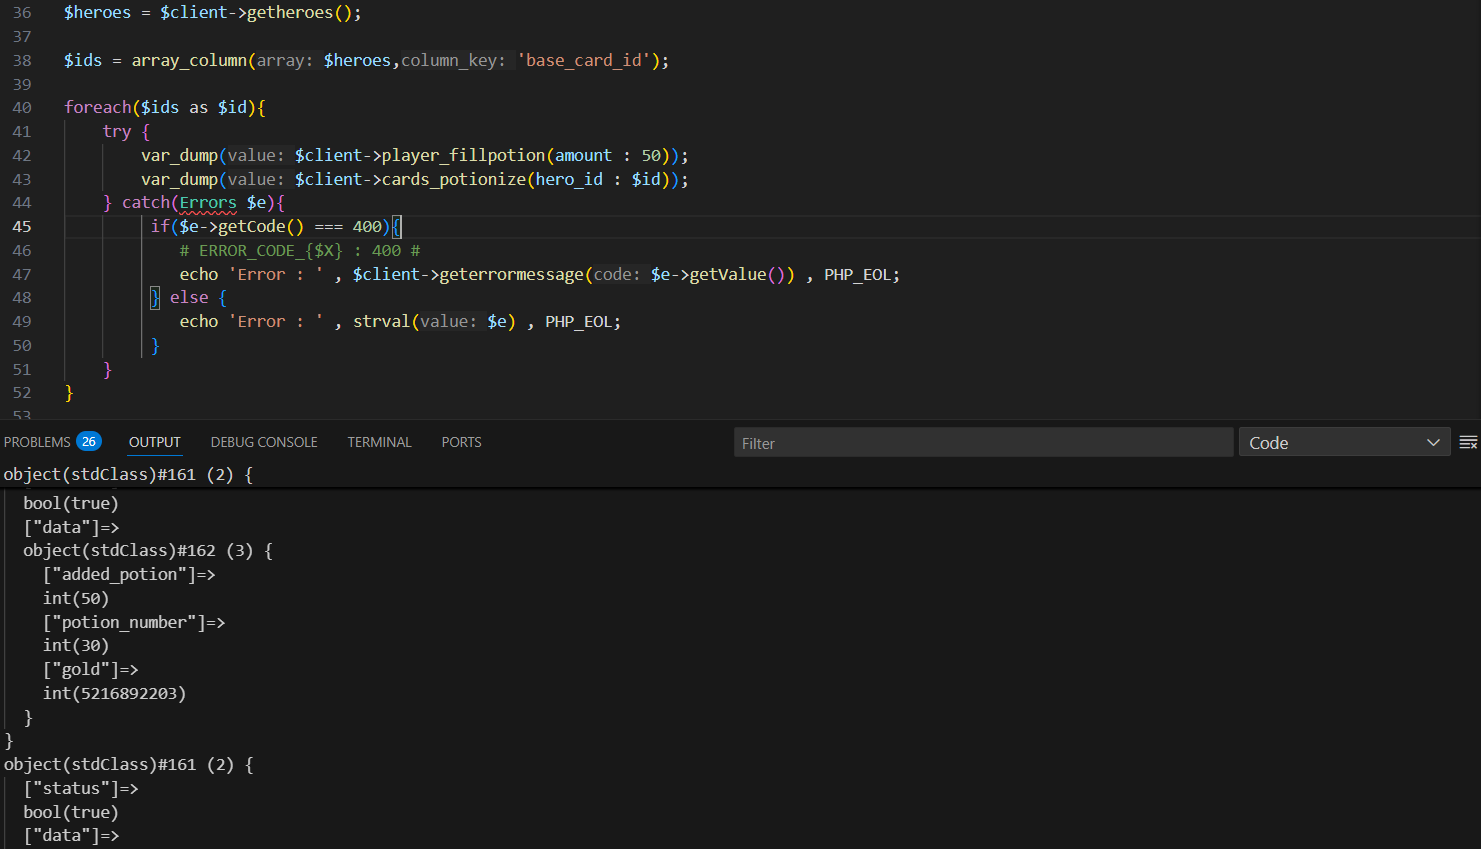 36 $heroes = $client->getheroes();
37
38 $ids = array_column(array: $heroes,column_key: 'base_card_id');
39
40 foreach($ids as $id){
41 try {
42 var_dump(value: $client->player_fillpotion(amount : 50));
43 var_dump(value: $client->cards_potionize(hero_id : $id));
44 } catch(Errors $e){
45 if($e->getCode() === 400){
46 # ERROR_CODE_{$X} : 400 #
47 echo 'Error : ' , $client->geterrormessage(code: $e->getValue()) , PHP_EOL;
48 } else {
49 echo 'Error : ' , strval(value: $e) , PHP_EOL;
50 }
51 }
52 }
53
PROBLEMS 26 OUTPUT DEBUG CONSOLE TERMINAL PORTS Filter Code
object(stdClass)#161 (2) {
bool(true)
["data"]=>
object(stdClass)#162 (3) {
["added_potion"]=>
int(50)
["potion_number"]=>
int(30)
["gold"]=>
int(5216892203)
}
}
object(stdClass)#161 (2) {
["status"]=>
bool(true)
["data"]=>